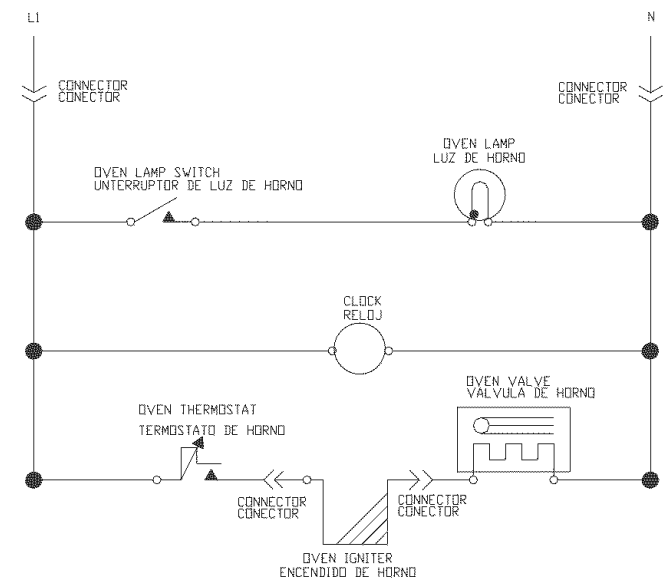 L1
N
CONNECTOR
CONECTOR
CONNECTOR
CONECTOR
OVEN LAMP
LUZ DE HORNO
OVEN LAMP SWITCH
UNTERRUPTOR DE LUZ DE HORNO
CLOCK
RELOJ
OVEN VALVE
VALVULA DE HORNO
OVEN THERMOSTAT
TERMOSTATO DE HORNO
CONNECTOR
CONECTOR
CONNECTOR
CONECTOR
OVEN IGNITER
ENCENDIDO DE HORNO